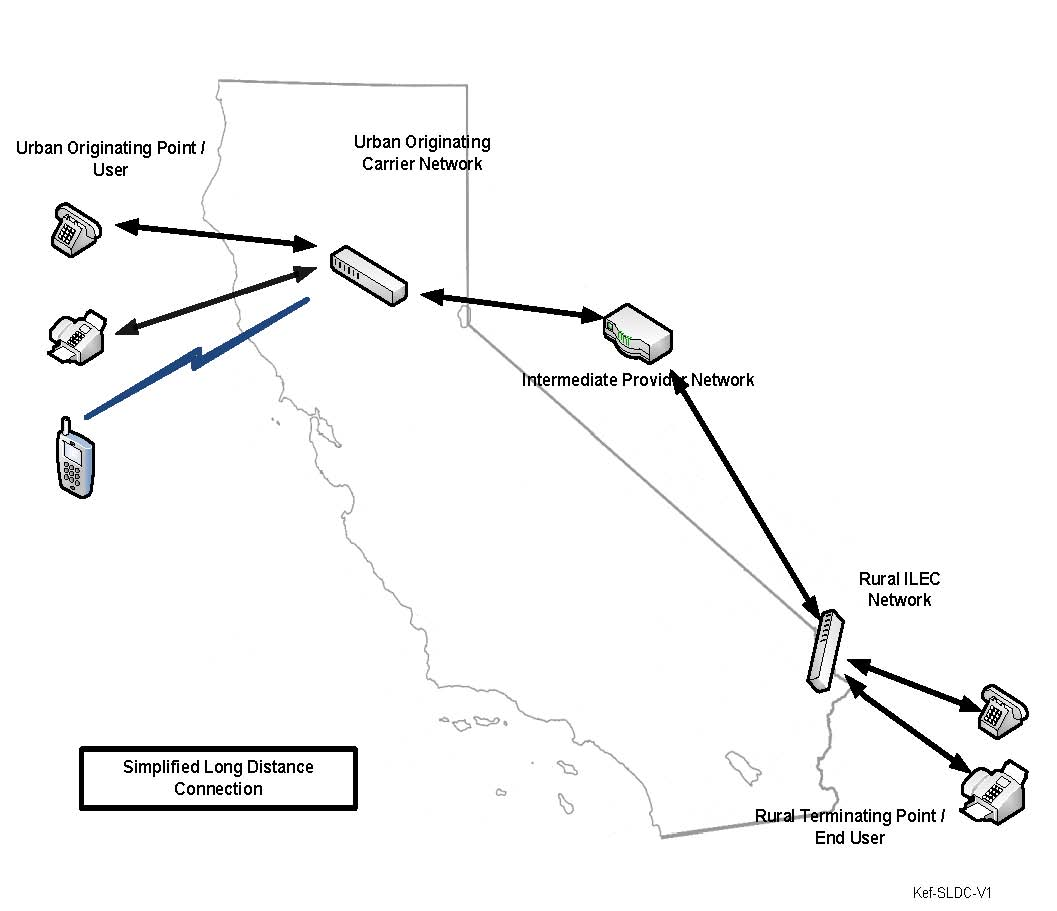 Urban Originating Point /
User
Urban Originating
Carrier Network
Intermediate Provider Network
Rural ILEC
Network
Simplified Long Distance
Connection
Rural Terminating Point /
End User
Kef-SLDC-V1